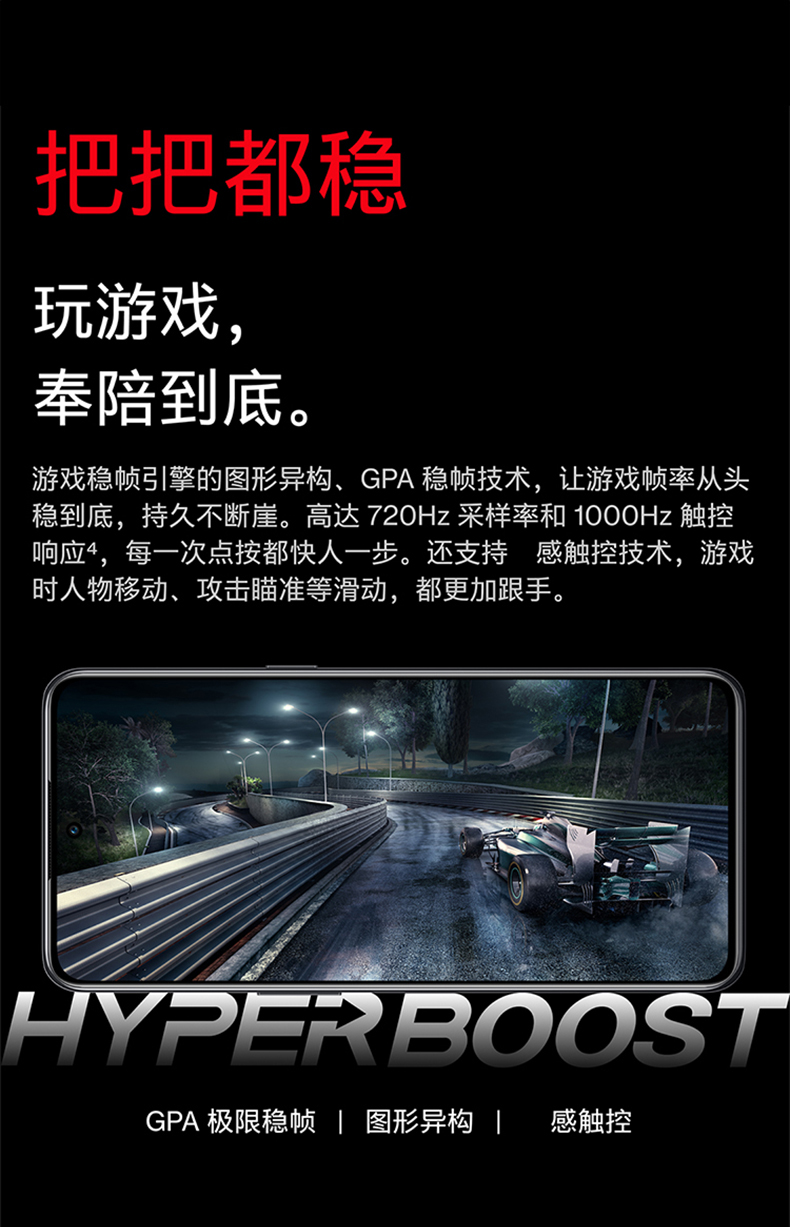 把把都稳
玩游戏，
奉陪到底。
游戏稳帧引擎的图形异构、GPA 稳帧技术，让游戏帧率从头
稳到底，持久不断崖。高达 720Hz 采样率和 1000Hz 触控
响应⁴，每一次点按都快人一步。还支持 感触控技术，游戏
时人物移动、攻击瞄准等滑动，都更加跟手。
HYPERBOOST
GPA 极限稳帧 | 图形异构 | 感触控